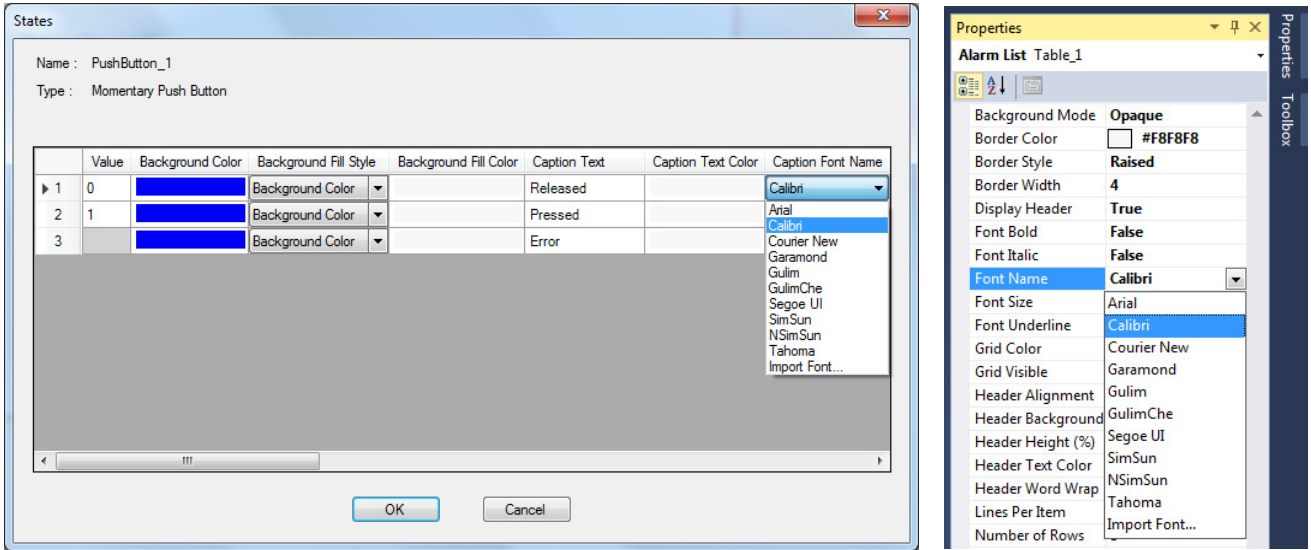 States
Name : PushButton_1
Type : Momentary Push Button
Value Background Color Background Fill Style Background Fill Color Caption Text Caption Text Color Caption Font Name
1 0 Background Color Released Calibri
2 1 Background Color Pressed
3 Background Color Error
Arial
Calibri
Courier New
Garamond
Gulim
GulimChe
Segoe UI
SimSun
NSimSun
Tahoma
Import Font...
OK Cancel
Properties
Alarm List Table_1
Background Mode Opaque
Border Color #F8F8F8
Border Style Raised
Border Width 4
Display Header True
Font Bold False
Font Italic False
Font Name Calibri
Font Size
Font Underline
Grid Color
Grid Visible
Header Alignment
Header Background
Header Height (%)
Header Text Color
Header Word Wrap
Lines Per Item
Number of Rows
Arial
Calibri
Courier New
Garamond
Gulim
GulimChe
Segoe UI
SimSun
NSimSun
Tahoma
Import Font...
Properties
Toolbox